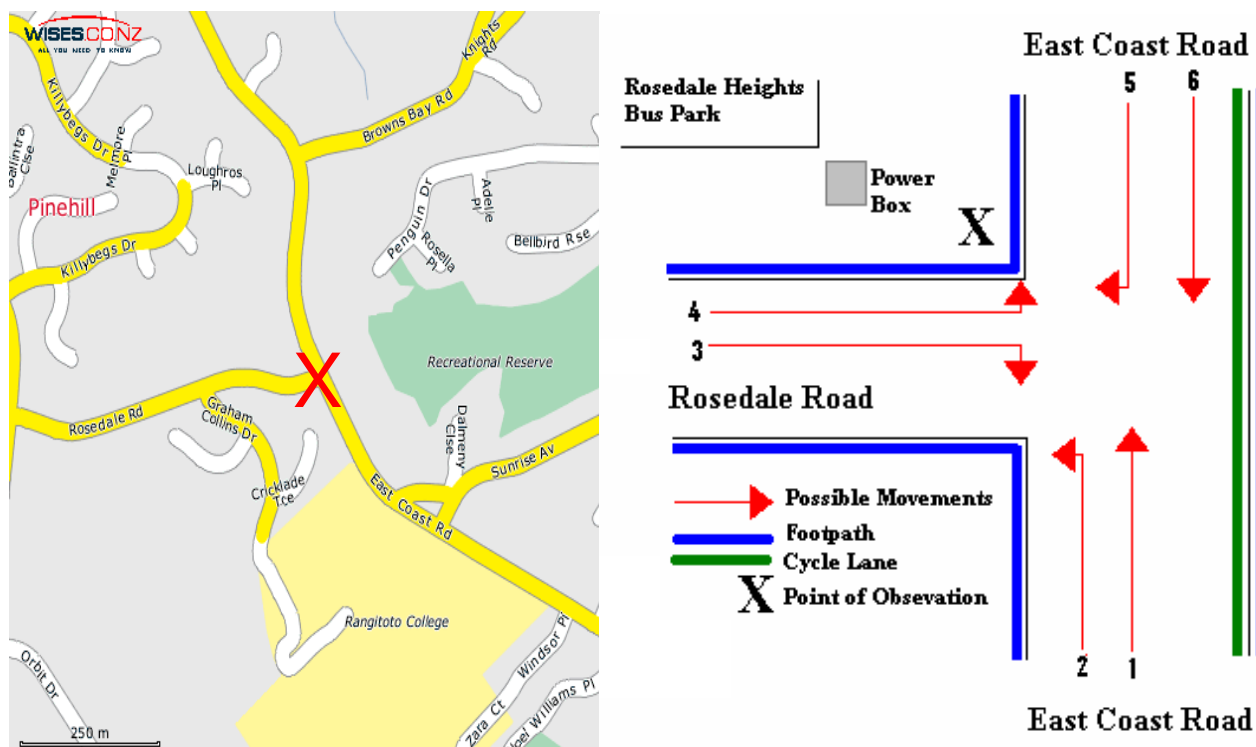 WISES.CO.NZ
ALL YOU NEED TO KNOW
Knights
Rd
Browns Bay Rd
Killybegs Dr
Melmore
Pl
Ballintra
Clse
Loughros
Pl
Pinehill
Killybegs Dr
Penguin Dr
Adelie
Pl
Rosella
Pl
Bellbird Rse
Recreational Reserve
X
Rosedale Rd
Graham
Collins Dr
Dalmeny
Clse
Sunrise Av
Cricklade
Tce
East Coast Rd
Rangitoto College
Orbit Dr
Zara Ct
Windsor Pl
Joel Williams Pl
250 m
East Coast Road
5
6
Rosedale Heights
Bus Park
Power
Box
X
4
3
Rosedale Road
Possible Movements
Footpath
Cycle Lane
X
Point of Obsevation
2
1
East Coast Road